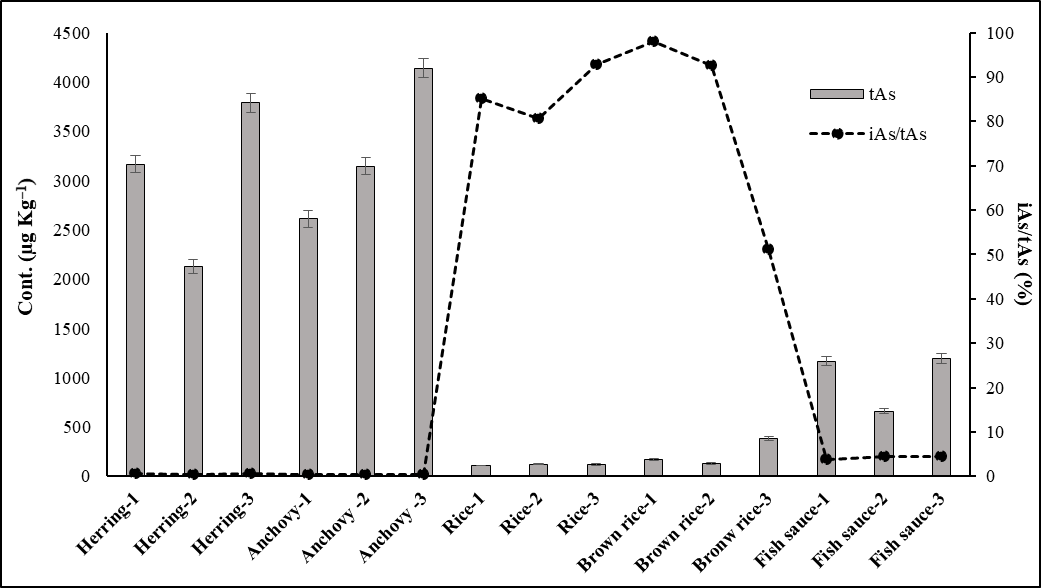 4500
4000
3500
3000
2500
2000
1500
1000
500
0
Cont. (µg Kg⁻¹)
100
90
80
70
60
50
40
30
20
10
0
iAs/tAs (%)
tAs
iAs/tAs
Herring-1
Herring-2
Herring-3
Anchovy-1
Anchovy -2
Anchovy -3
Rice-1
Rice-2
Rice-3
Brown rice-1
Brown rice-2
Bronw rice-3
Fish sauce-1
Fish sauce-2
Fish sauce-3